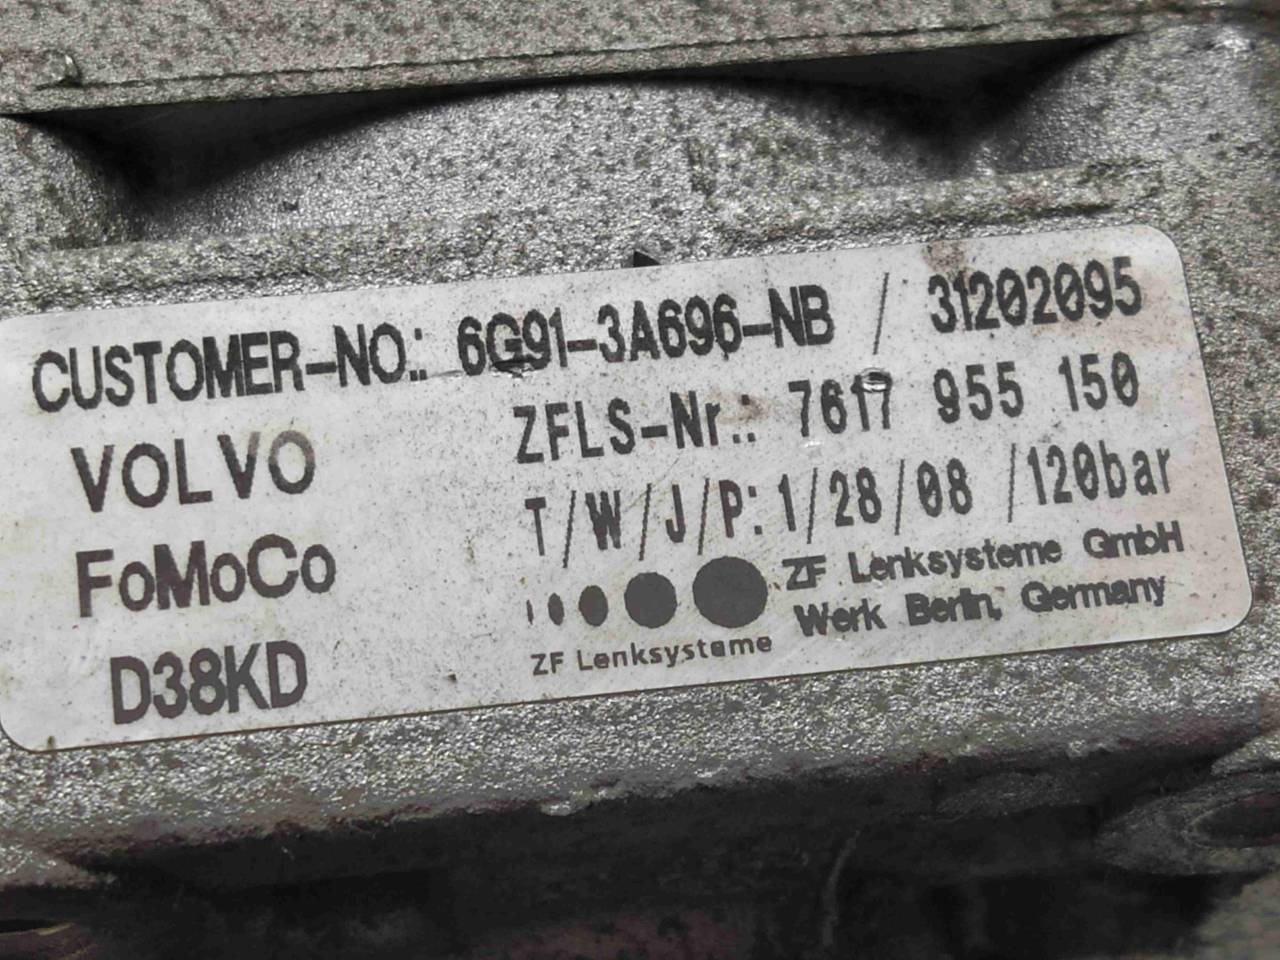 CUSTOMER-NO.: 6G91-3A696-NB / 31202095
VOLVO
ZFLS-Nr.: 7617 955 150
FoMoCo
T/W/J/P: 1/28/08 /120bar
D38KD
ZF Lenksysteme GmbH
Werk Berlin, Germany
ZF Lenksysteme